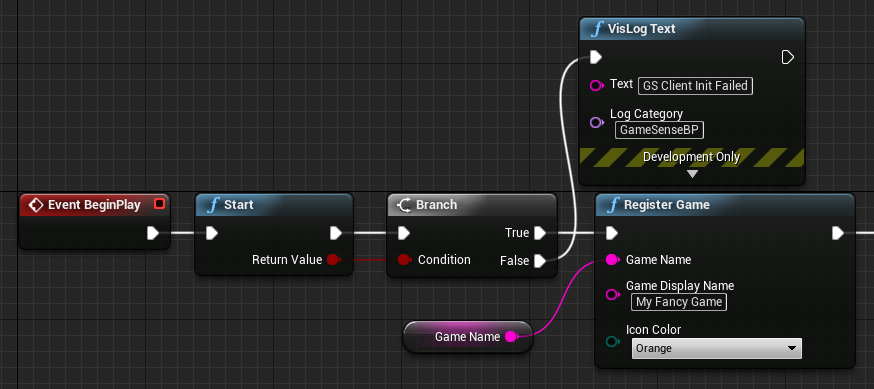 VisLog Text
Text GS Client Init Failed
Log Category
GameSenseBP
Development Only
Event BeginPlay
Start
Return Value
Branch
True
Condition
False
Register Game
Game Name
Game Display Name
My Fancy Game
Icon Color
Orange
Game Name